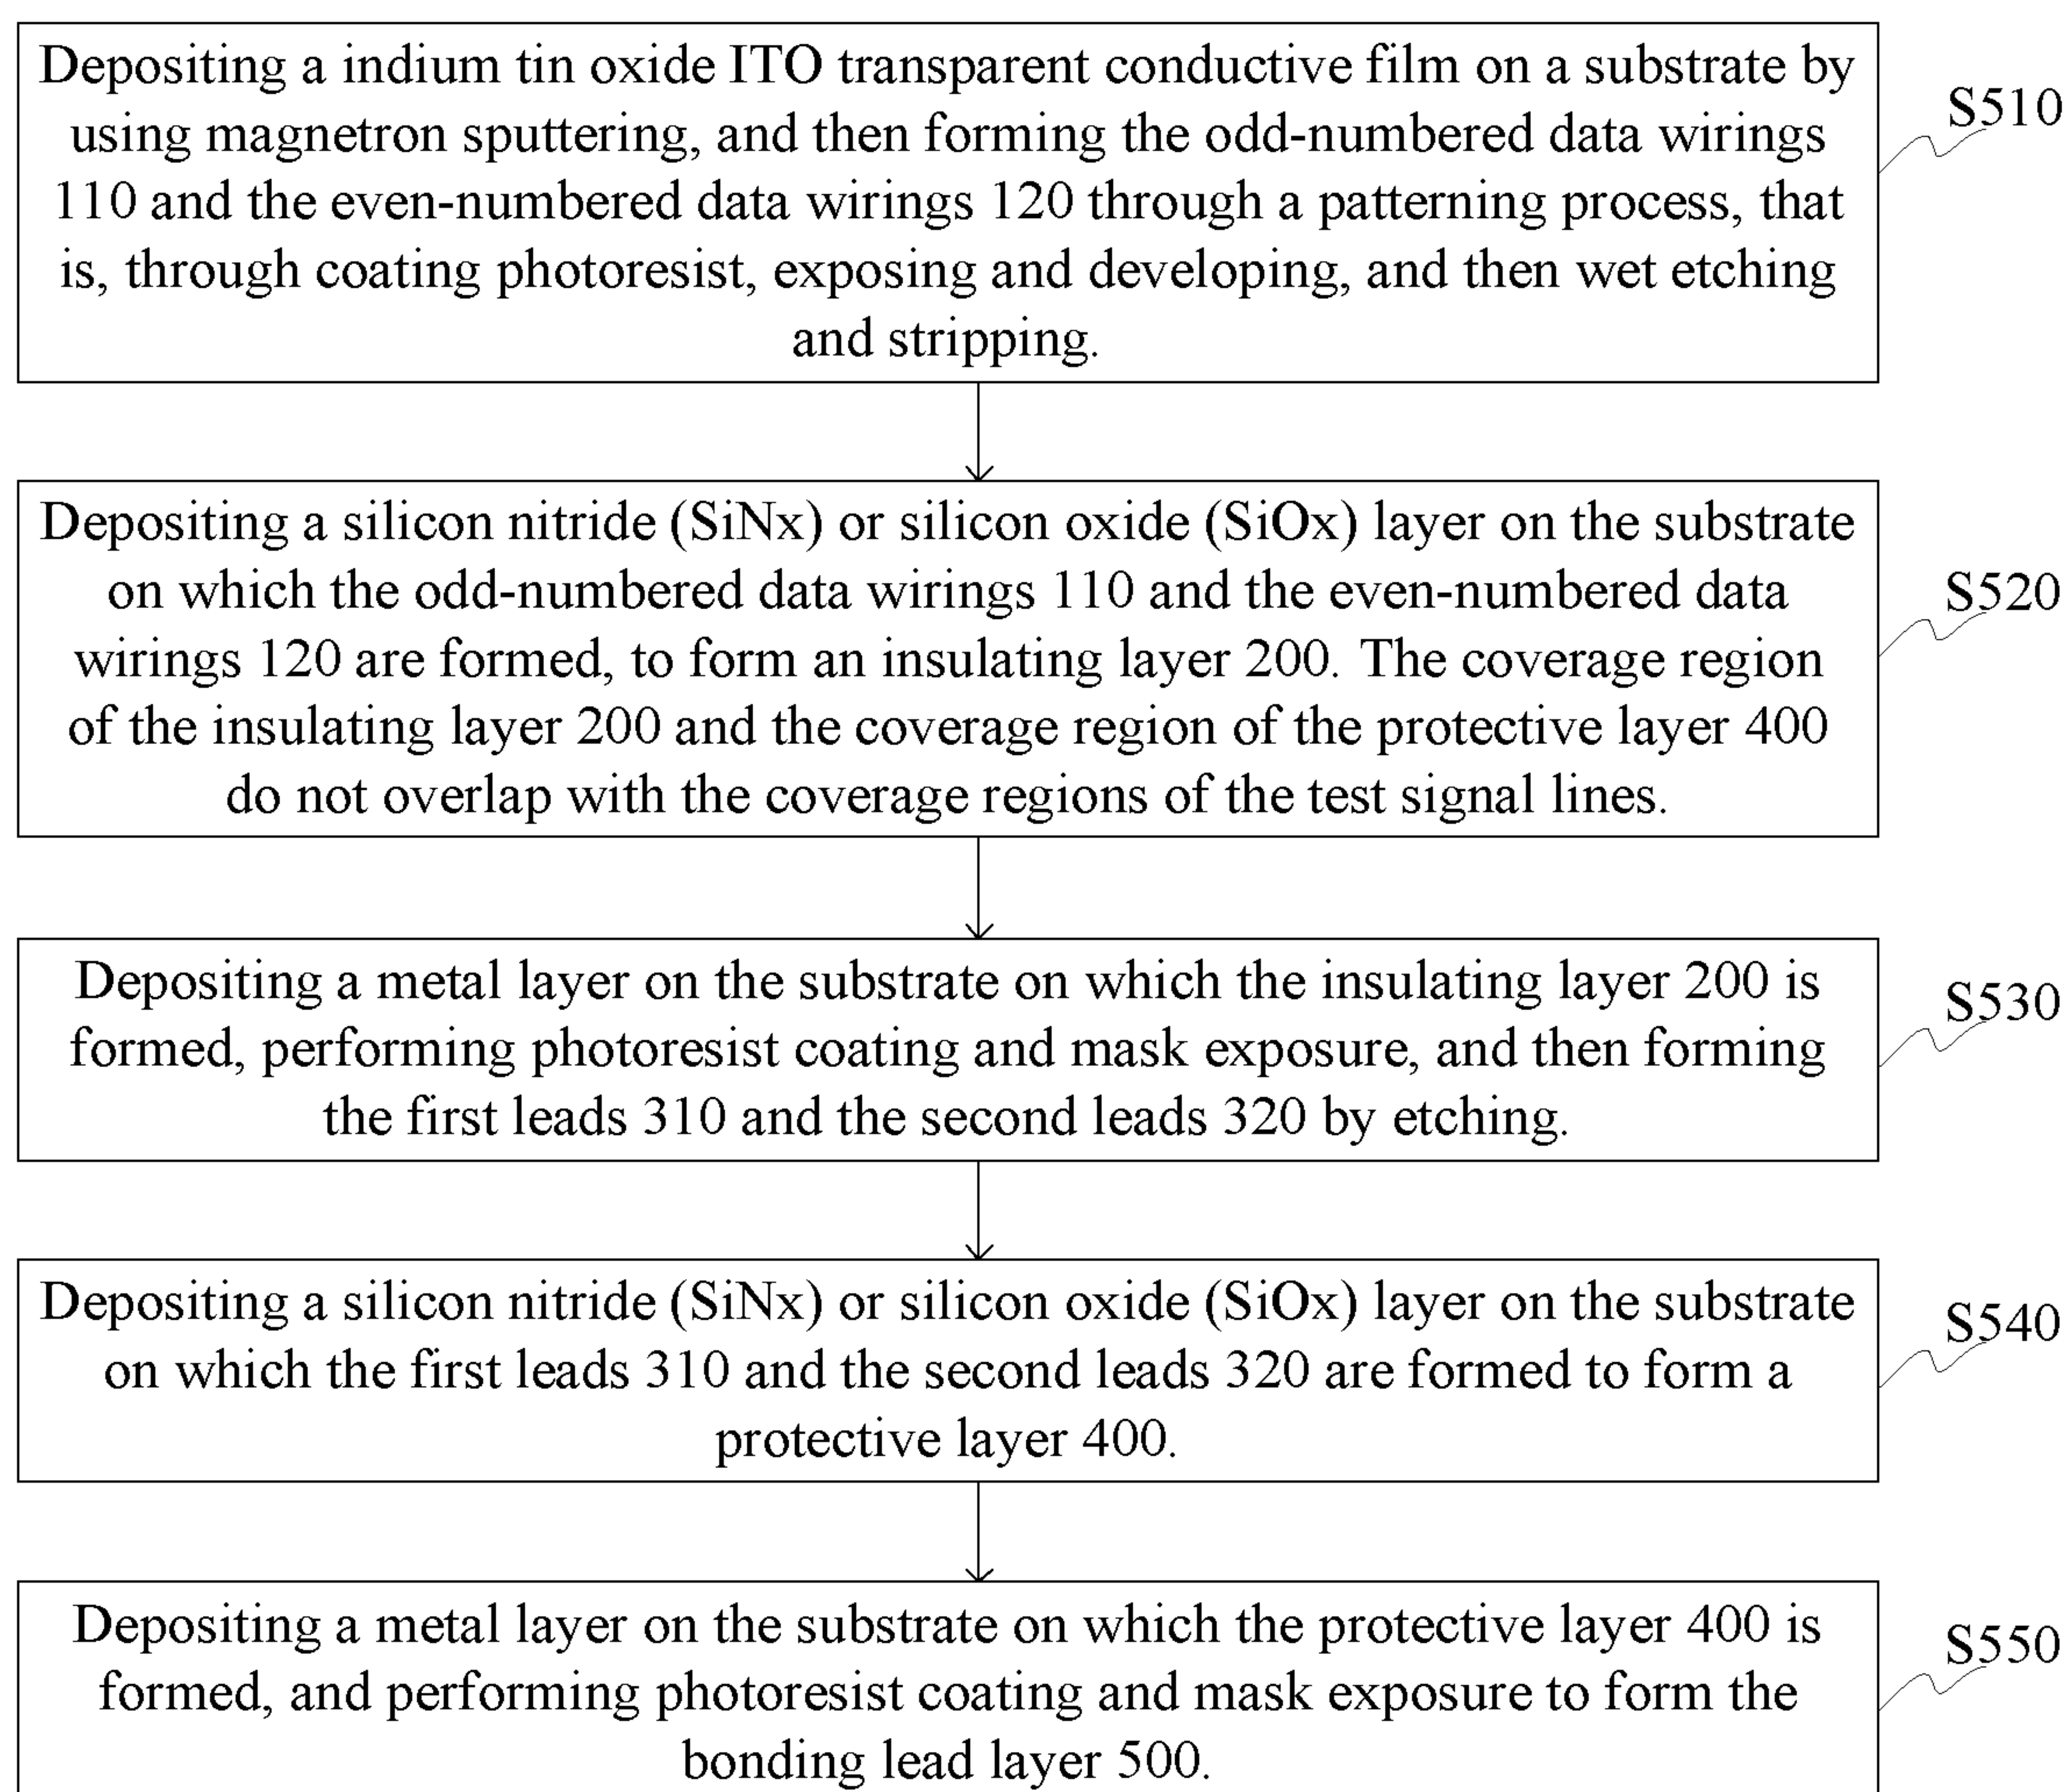 Depositing a indium tin oxide ITO transparent conductive film on a substrate by
using magnetron sputtering, and then forming the odd-numbered data wirings
110 and the even-numbered data wirings 120 through a patterning process, that
is, through coating photoresist, exposing and developing, and then wet etching
and stripping.
S510
Depositing a silicon nitride (SiNx) or silicon oxide (SiOx) layer on the substrate
on which the odd-numbered data wirings 110 and the even-numbered data
wirings 120 are formed, to form an insulating layer 200. The coverage region
of the insulating layer 200 and the coverage region of the protective layer 400
do not overlap with the coverage regions of the test signal lines.
S520
Depositing a metal layer on the substrate on which the insulating layer 200 is
formed, performing photoresist coating and mask exposure, and then forming
the first leads 310 and the second leads 320 by etching.
S530
Depositing a silicon nitride (SiNx) or silicon oxide (SiOx) layer on the substrate
on which the first leads 310 and the second leads 320 are formed to form a
protective layer 400.
S540
Depositing a metal layer on the substrate on which the protective layer 400 is
formed, and performing photoresist coating and mask exposure to form the
bonding lead layer 500.
S550